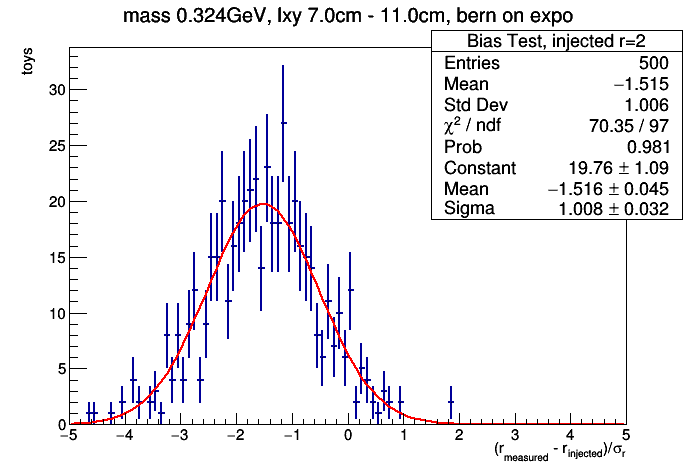 mass 0.324GeV, lxy 7.0cm - 11.0cm, bern on expo
toys
Bias Test, injected r=2
Entries 500
Mean −1.515
Std Dev 1.006
χ² / ndf 70.35 / 97
Prob 0.981
Constant 19.76 ± 1.09
Mean −1.516 ± 0.045
Sigma 1.008 ± 0.032
30
25
20
15
10
5
0
−5 −4 −3 −2 −1 0 1 2 3 4 5
(r_measured - r_injected)/σ_r